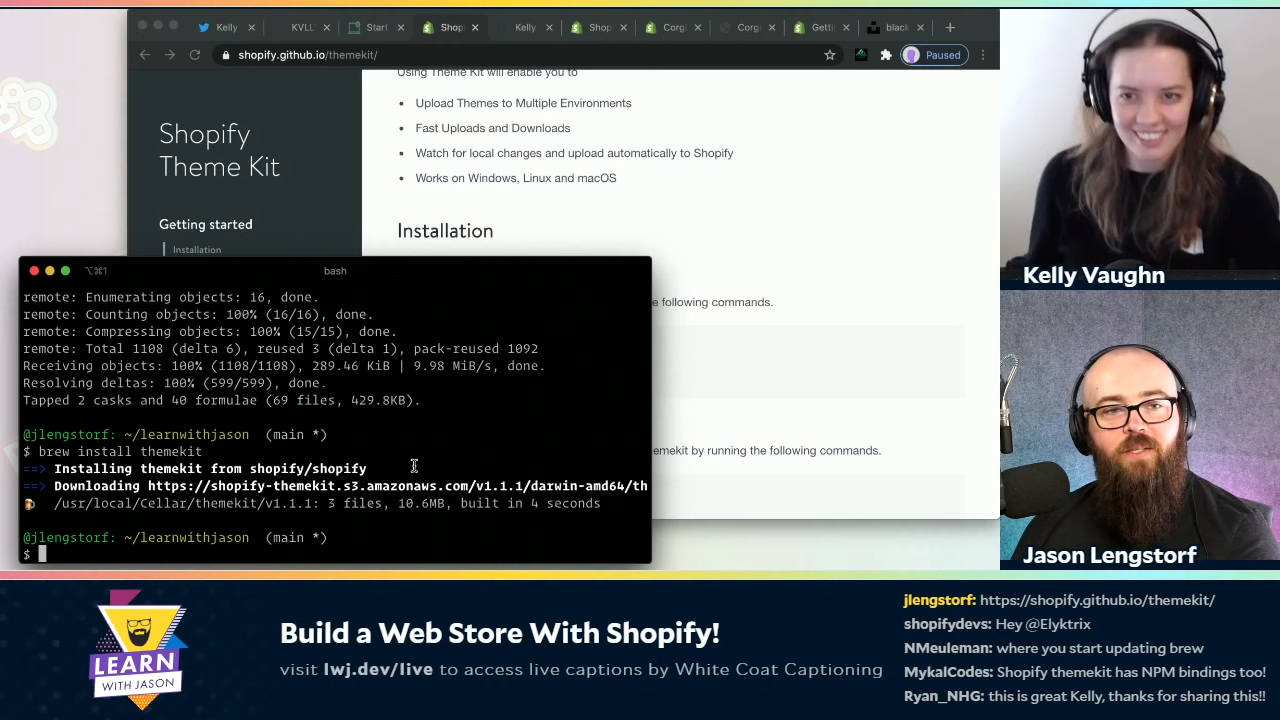 Kelly
KVLL
Start
Shop
Kelly
Shop
Corgi
Corgi
Getti
black
shopify.github.io/themekit/
Paused
Shopify
Theme Kit
Getting started
Installation
Using Theme Kit will enable you to
Upload Themes to Multiple Environments
Fast Uploads and Downloads
Watch for local changes and upload automatically to Shopify
Works on Windows, Linux and macOS
Installation
e following commands.
emekit by running the following commands.
⌥⌘1
bash
remote: Enumerating objects: 16, done.
remote: Counting objects: 100% (16/16), done.
remote: Compressing objects: 100% (15/15), done.
remote: Total 1108 (delta 6), reused 3 (delta 1), pack-reused 1092
Receiving objects: 100% (1108/1108), 289.46 KiB | 9.98 MiB/s, done.
Resolving deltas: 100% (599/599), done.
Tapped 2 casks and 40 formulae (69 files, 429.8KB).
@jlengstorf: ~/learnwithjason (main *)
$ brew install themekit
==> Installing themekit from shopify/shopify
==> Downloading https://shopify-themekit.s3.amazonaws.com/v1.1.1/darwin-amd64/th
🍺 /usr/local/Cellar/themekit/v1.1.1: 3 files, 10.6MB, built in 4 seconds
@jlengstorf: ~/learnwithjason (main *)
$
Kelly Vaughn
Jason Lengstorf
LEARN
WITH JASON
Build a Web Store With Shopify!
visit lwj.dev/live to access live captions by White Coat Captioning
jlengstorf: https://shopify.github.io/themekit/
shopifydevs: Hey @Elyktrix
NMeuleman: where you start updating brew
MykalCodes: Shopify themekit has NPM bindings too!
Ryan_NHG: this is great Kelly, thanks for sharing this!!